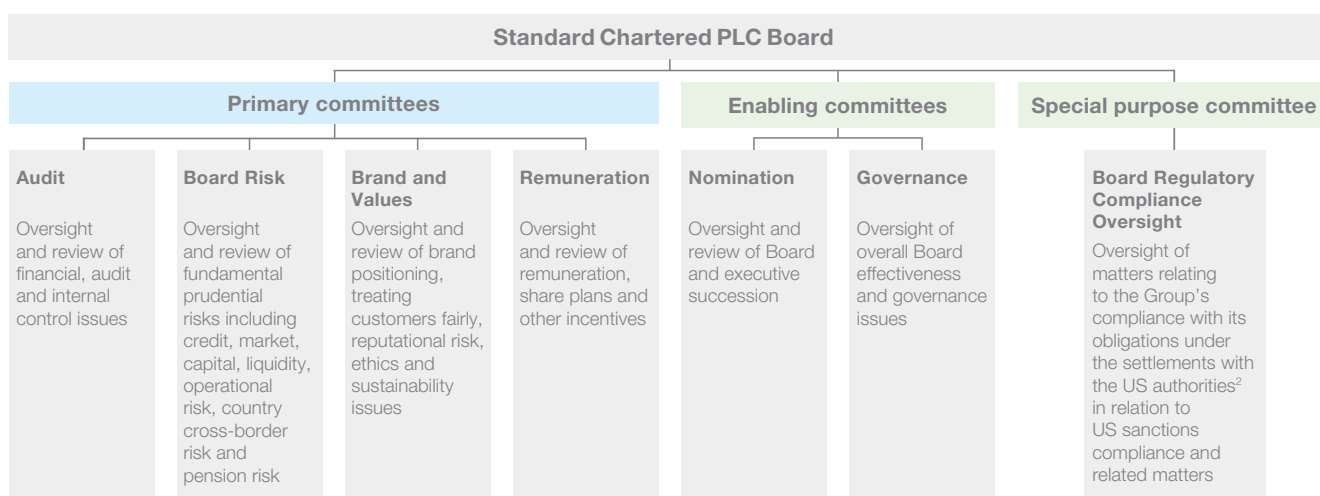 Standard Chartered PLC Board
Primary committees
Enabling committees
Special purpose committee
Audit
Oversight
and review of
financial, audit
and internal
control issues
Board Risk
Oversight
and review of
fundamental
prudential
risks including
credit, market,
capital, liquidity,
operational
risk, country
cross-border
risk and
pension risk
Brand and
Values
Oversight and
review of brand
positioning,
treating
customers fairly,
reputational risk,
ethics and
sustainability
issues
Remuneration
Oversight
and review of
remuneration,
share plans and
other incentives
Nomination
Oversight and
review of Board
and executive
succession
Governance
Oversight of
overall Board
effectiveness
and governance
issues
Board Regulatory
Compliance
Oversight
Oversight of
matters relating
to the Group’s
compliance with its
obligations under
the settlements with
the US authorities²
in relation to
US sanctions
compliance and
related matters